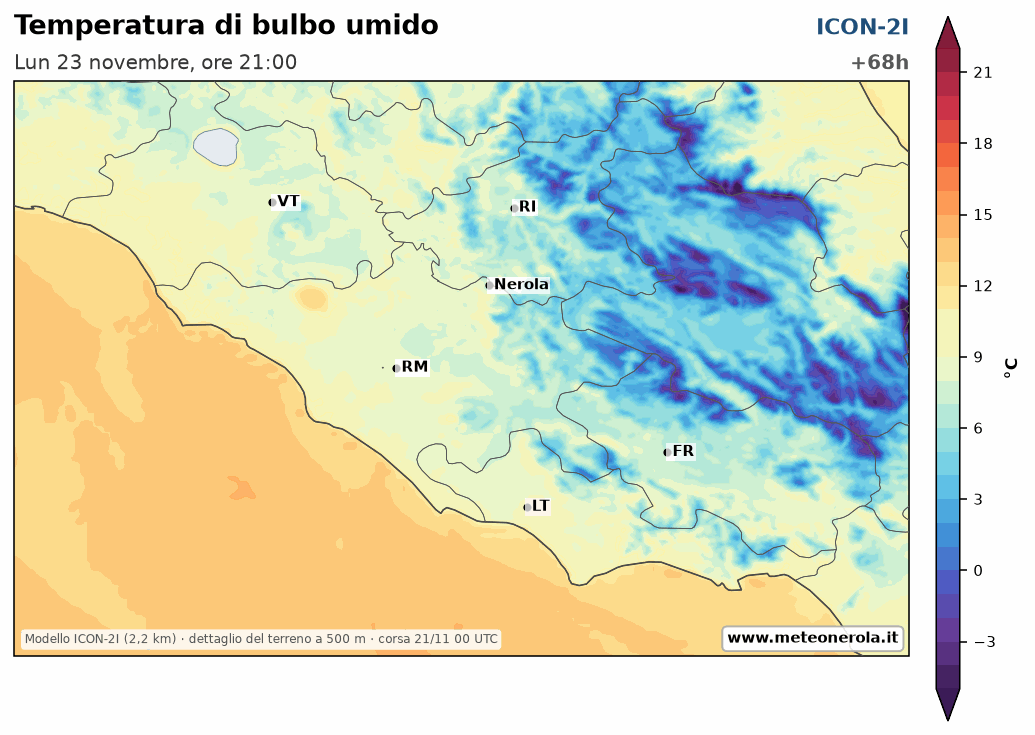 Temperatura di bulbo umido
ICON-2I
Lun 23 novembre, ore 21:00
+68h
21
18
15
12
9
6
3
0
−3
°C
VT
RI
Nerola
RM
FR
LT
Modello ICON-2I (2,2 km) · dettaglio del terreno a 500 m · corsa 21/11 00 UTC
www.meteonerola.it